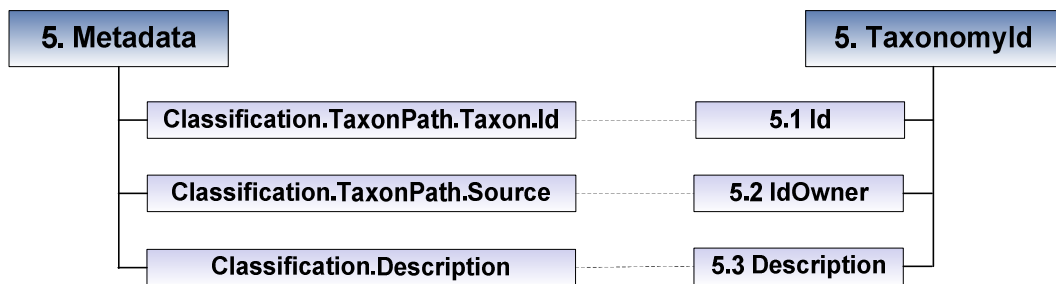 5. Metadata
5. TaxonomyId
Classification.TaxonPath.Taxon.Id
5.1 Id
Classification.TaxonPath.Source
5.2 IdOwner
Classification.Description
5.3 Description